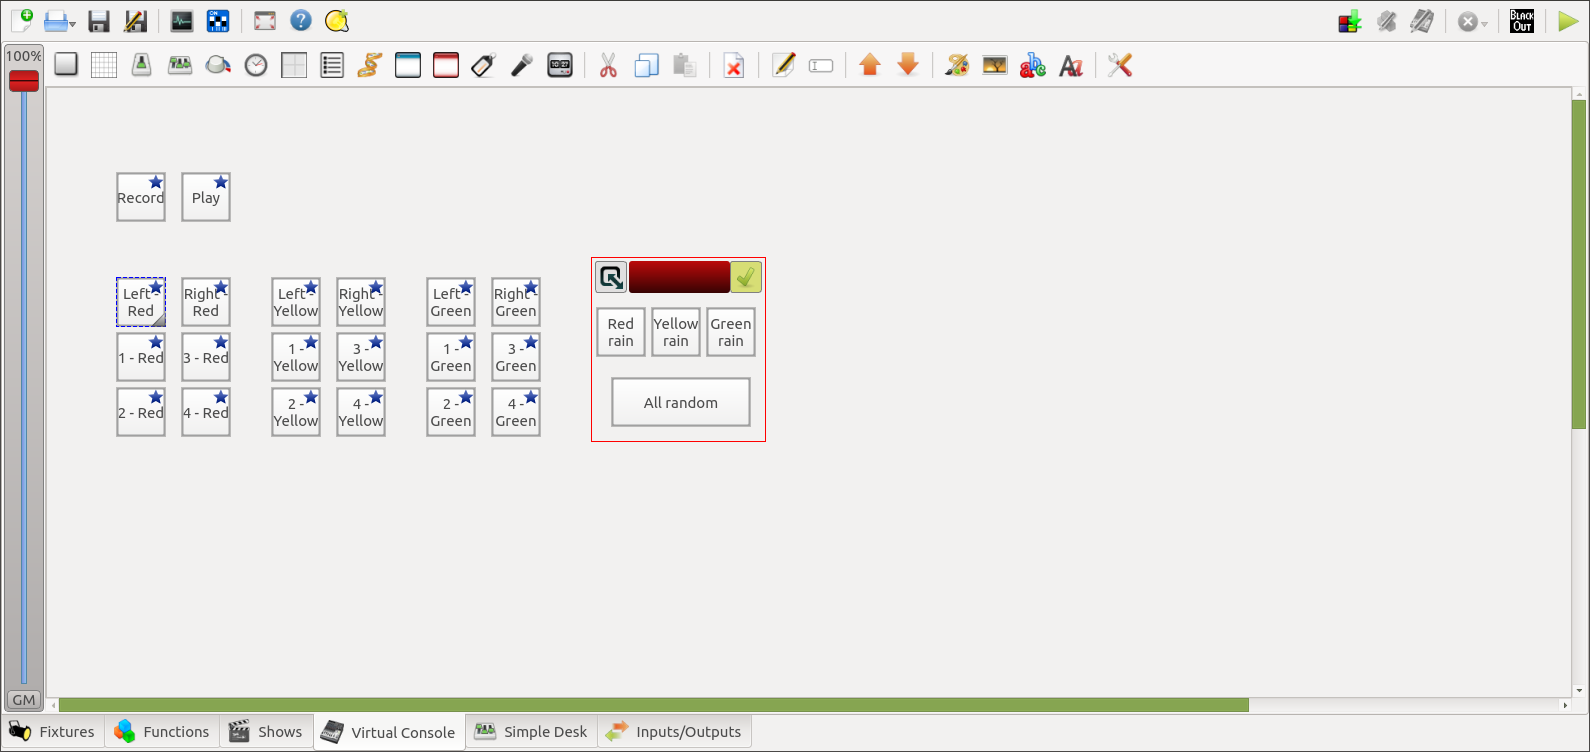 BLACK
OUT
100%
Record
Play
Left -
Red
Right -
Red
Left -
Yellow
Right -
Yellow
Left -
Green
Right -
Green
Red
rain
Yellow
rain
Green
rain
1 - Red
3 - Red
1 -
Yellow
3 -
Yellow
1 -
Green
3 -
Green
All random
2 - Red
4 - Red
2 -
Yellow
4 -
Yellow
2 -
Green
4 -
Green
GM
Fixtures
Functions
Shows
Virtual Console
Simple Desk
Inputs/Outputs